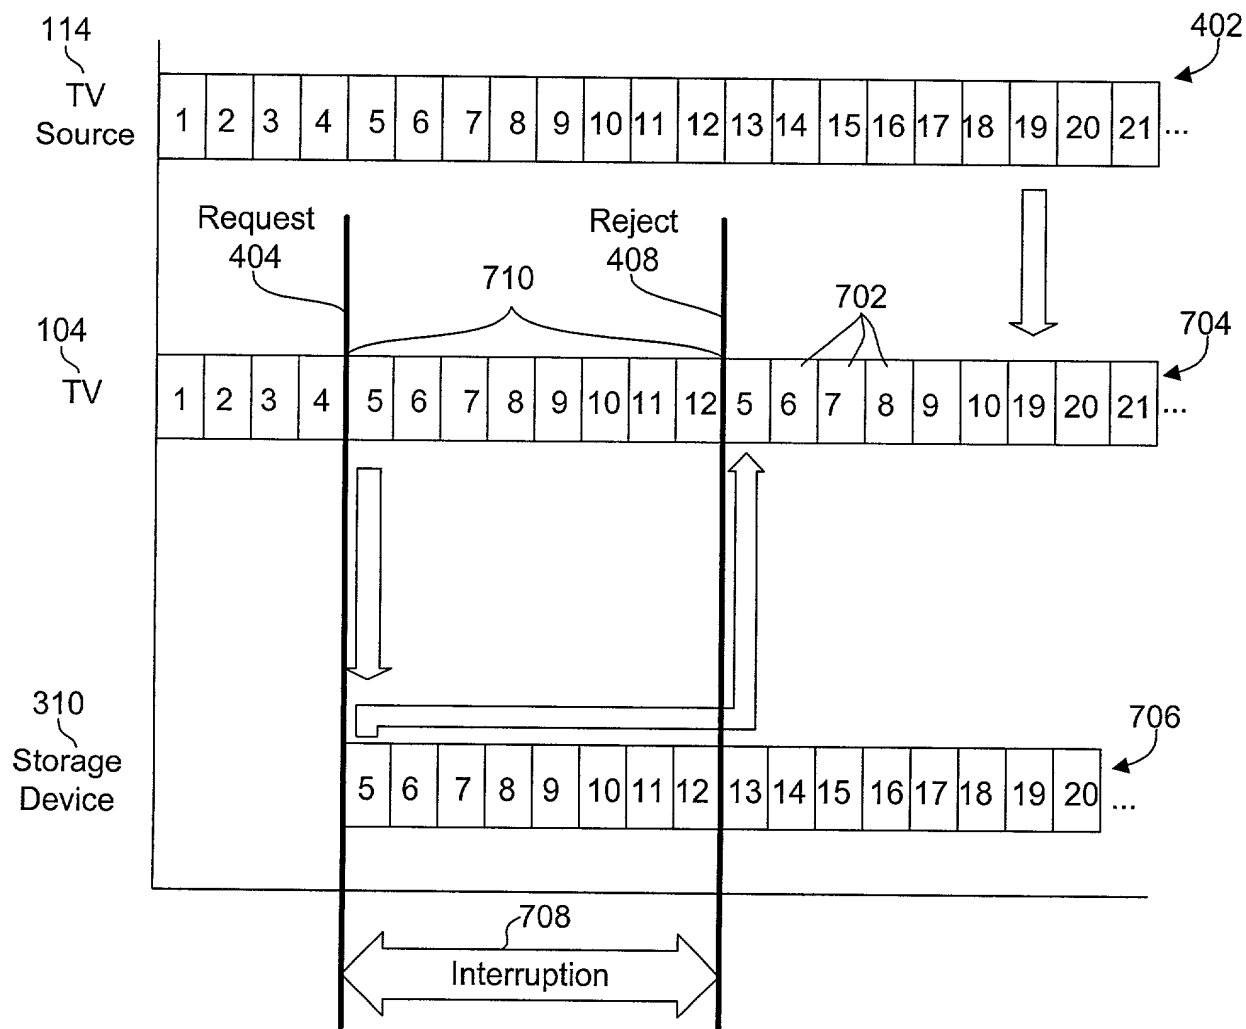 114
TV
Source
1 2 3 4 5 6 7 8 9 10 11 12 13 14 15 16 17 18 19 20 21 ...
402
Request
404
710
Reject
408
702
104
TV
1 2 3 4 5 6 7 8 9 10 11 12 5 6 7 8 9 10 19 20 21 ...
704
310
Storage
Device
5 6 7 8 9 10 11 12 13 14 15 16 17 18 19 20 ...
706
708
Interruption